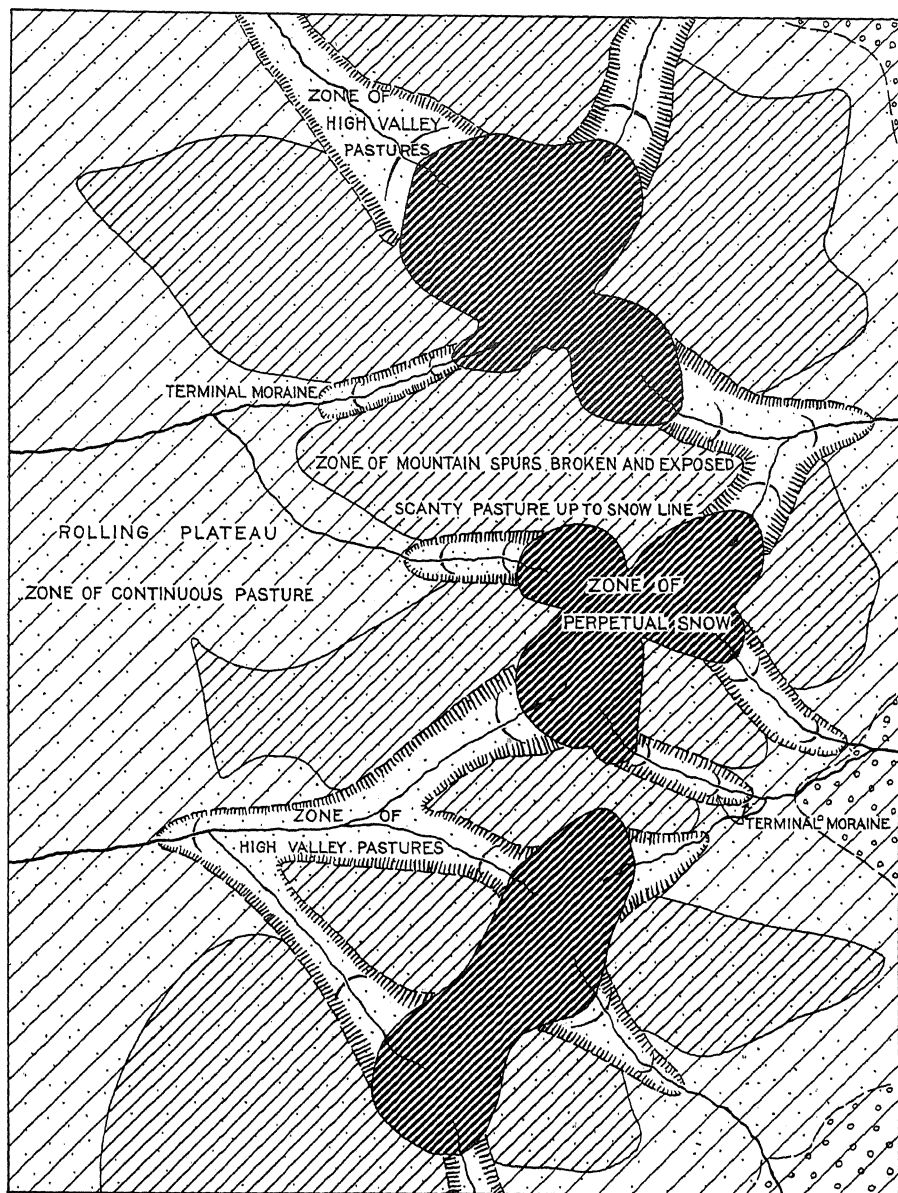 ZONE OF
HIGH VALLEY
PASTURES
TERMINAL MORAINE
ZONE OF MOUNTAIN SPURS BROKEN AND EXPOSED
SCANTY PASTURE UP TO SNOW LINE
ROLLING PLATEAU
ZONE OF CONTINUOUS PASTURE
ZONE OF
PERPETUAL SNOW
ZONE OF
HIGH VALLEY PASTURES
TERMINAL MORAINE